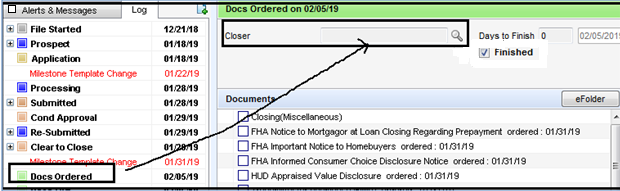 Alerts & Messages Log
File Started 12/21/18
Prospect 01/18/19
Application 01/18/19
Milestone Template Change 01/22/19
Processing 01/28/19
Submitted 01/28/19
Cond Approval 01/29/19
Re-Submitted 01/29/19
Clear to Close 01/28/19
Milestone Template Change 01/31/19
Docs Ordered 02/05/19
Docs Ordered on 02/05/19
Closer Days to Finish 0 02/05/201
Finished
Documents eFolder
Closing(Miscellaneous)
FHA Notice to Mortgagor at Loan Closing Regarding Prepayment ordered : 01/31/19
FHA Important Notice to Homebuyers ordered : 01/31/19
FHA Informed Consumer Choice Disclosure Notice ordered : 01/31/19
HUD Appraised Value Disclosure ordered : 01/31/19